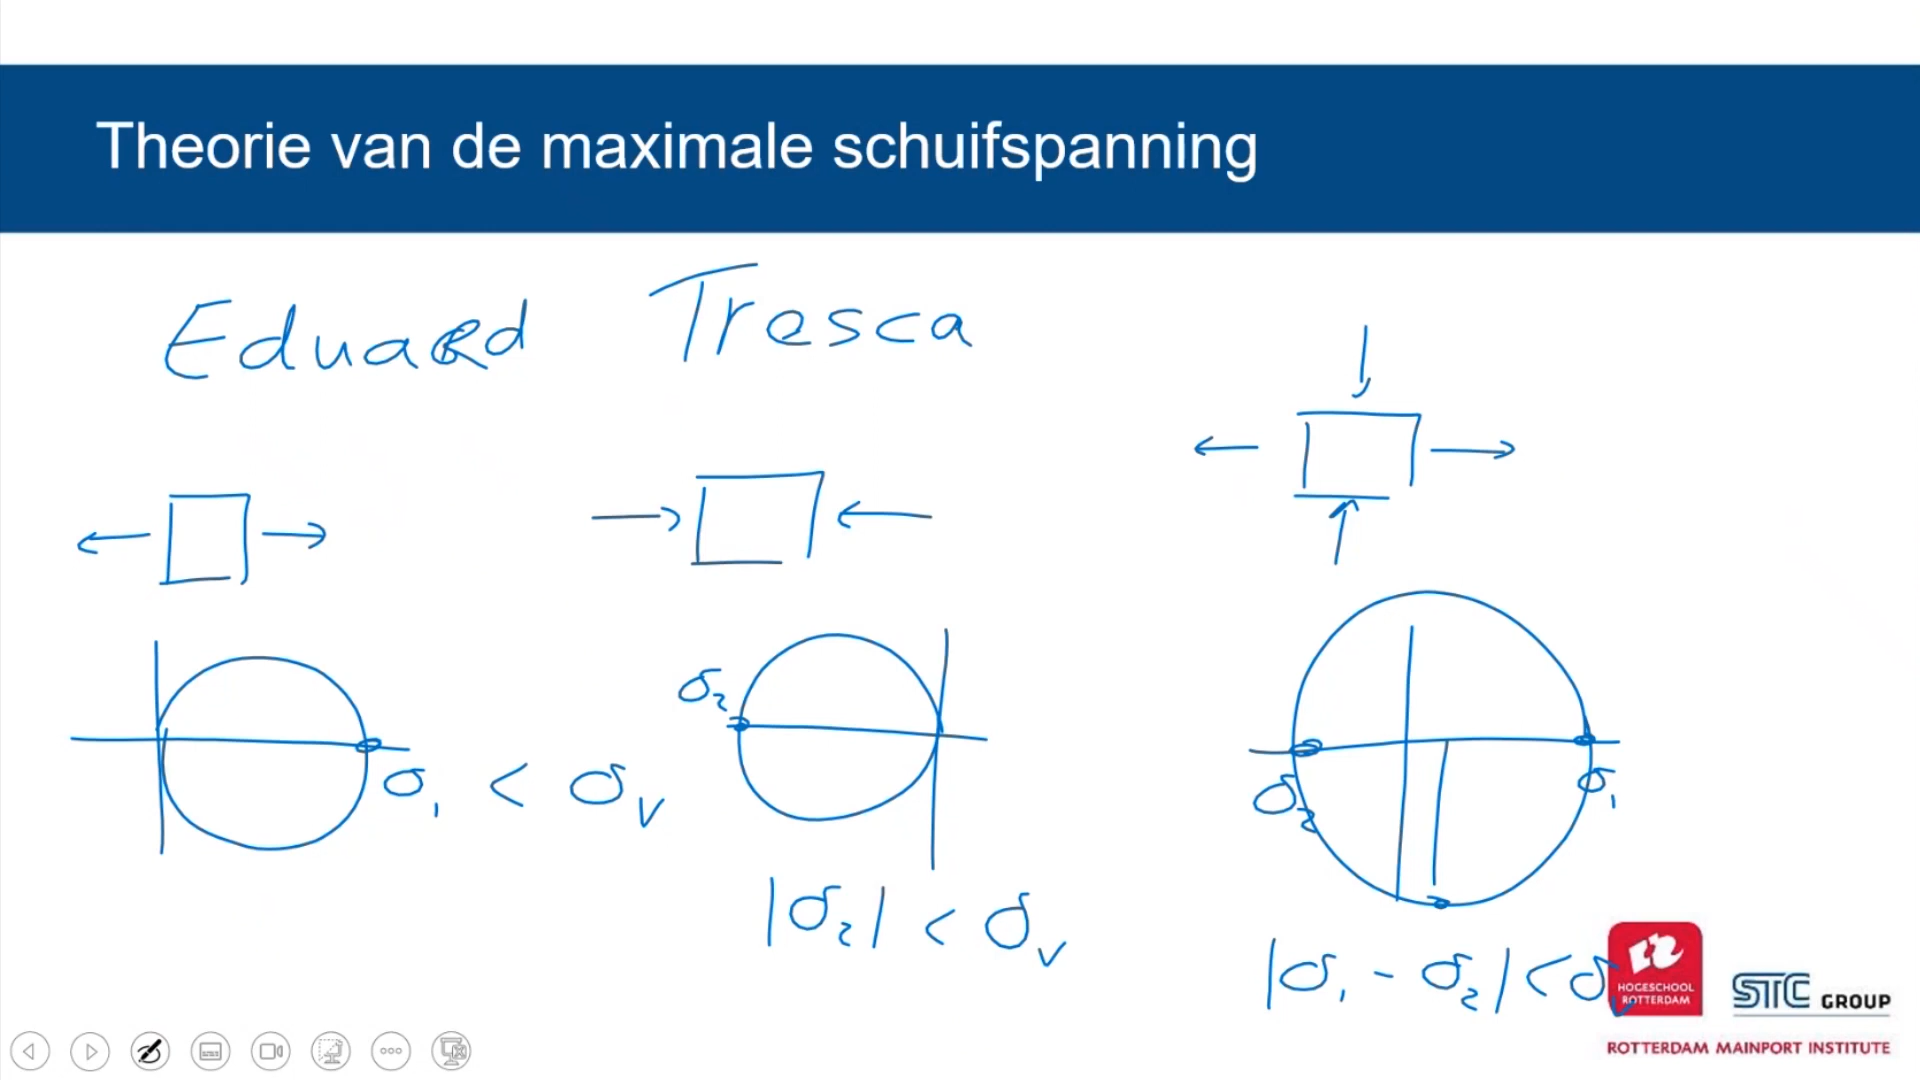 Theorie van de maximale schuifspanning
Eduard Tresca
σ₁ < σᵥ
σ₂
|σ₂| < σᵥ
σ₂
σ₁
|σ₁ - σ₂| < σᵥ
HOGESCHOOL
ROTTERDAM
STC GROUP
ROTTERDAM MAINPORT INSTITUTE